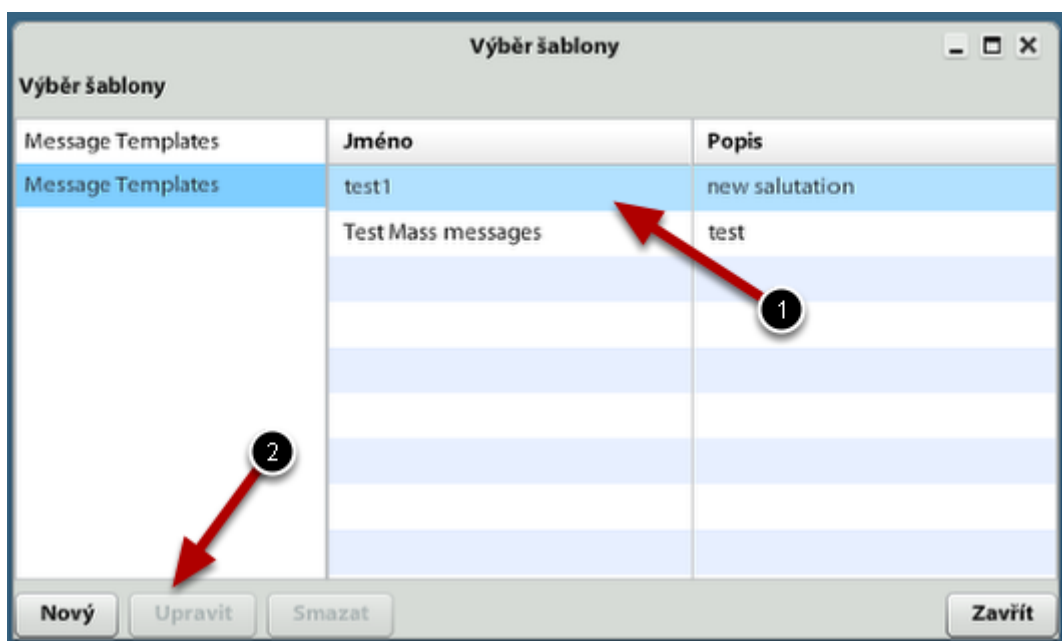 Výběr šablony
Výběr šablony
Message Templates Jméno Popis
Message Templates test1 new salutation
Test Mass messages test
1
2
Nový Upravit Smazat Zavřít